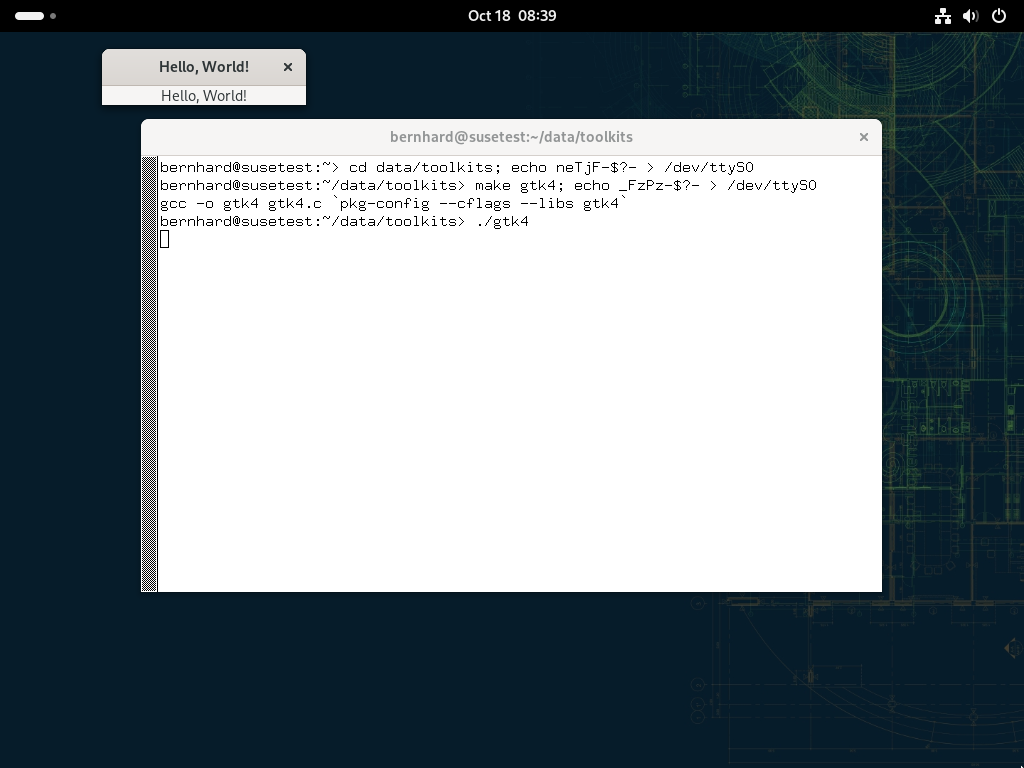 Oct 18 08:39
Hello, World!
Hello, World!
bernhard@susetest:~/data/toolkits
bernhard@susetest:~> cd data/toolkits; echo neTjF-$?- > /dev/ttyS0
bernhard@susetest:~/data/toolkits> make gtk4; echo _FzPz-$?- > /dev/ttyS0
gcc -o gtk4 gtk4.c `pkg-config --cflags --libs gtk4`
bernhard@susetest:~/data/toolkits> ./gtk4